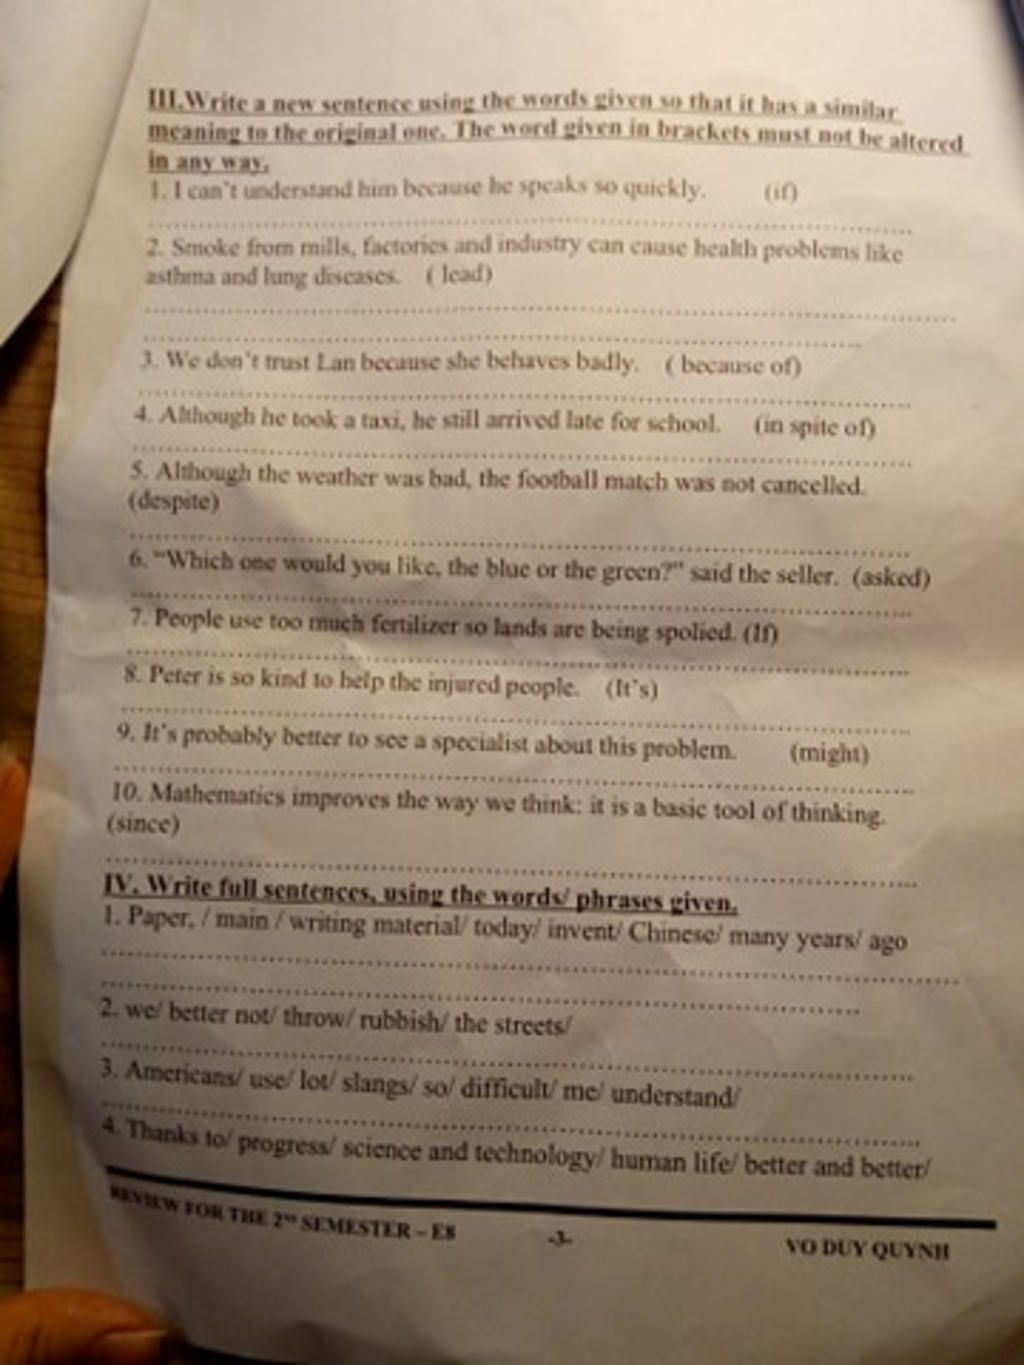 III.Write a new sentence using the words given so that it has a similar
meaning to the original one. The word given in brackets must not be altered
in any way.
1. I can't understand him because he speaks so quickly. (if)
2. Smoke from mills, factories and industry can cause health problems like
asthma and lung diseases. ( lead)
3. We don't trust Lan because she behaves badly. ( because of)
4. Although he took a taxi, he still arrived late for school. (in spite of)
5. Although the weather was bad, the football match was not cancelled.
(despite)
6. “Which one would you like, the blue or the green?” said the seller. (asked)
7. People use too much fertilizer so lands are being spolied. (If)
8. Peter is so kind to help the injured people. (It's)
9. It's probably better to see a specialist about this problem. (might)
10. Mathematics improves the way we think: it is a basic tool of thinking.
(since)
IV. Write full sentences, using the words/ phrases given.
1. Paper, / main / writing material/ today/ invent/ Chinese/ many years/ ago
2. we/ better not/ throw/ rubbish/ the streets/
3. Americans/ use/ lot/ slangs/ so/ difficult/ me/ understand/
4. Thanks to/ progress/ science and technology/ human life/ better and better/
REVIEW FOR THE 2nd SEMESTER – E8 -3- VO DUY QUYNH